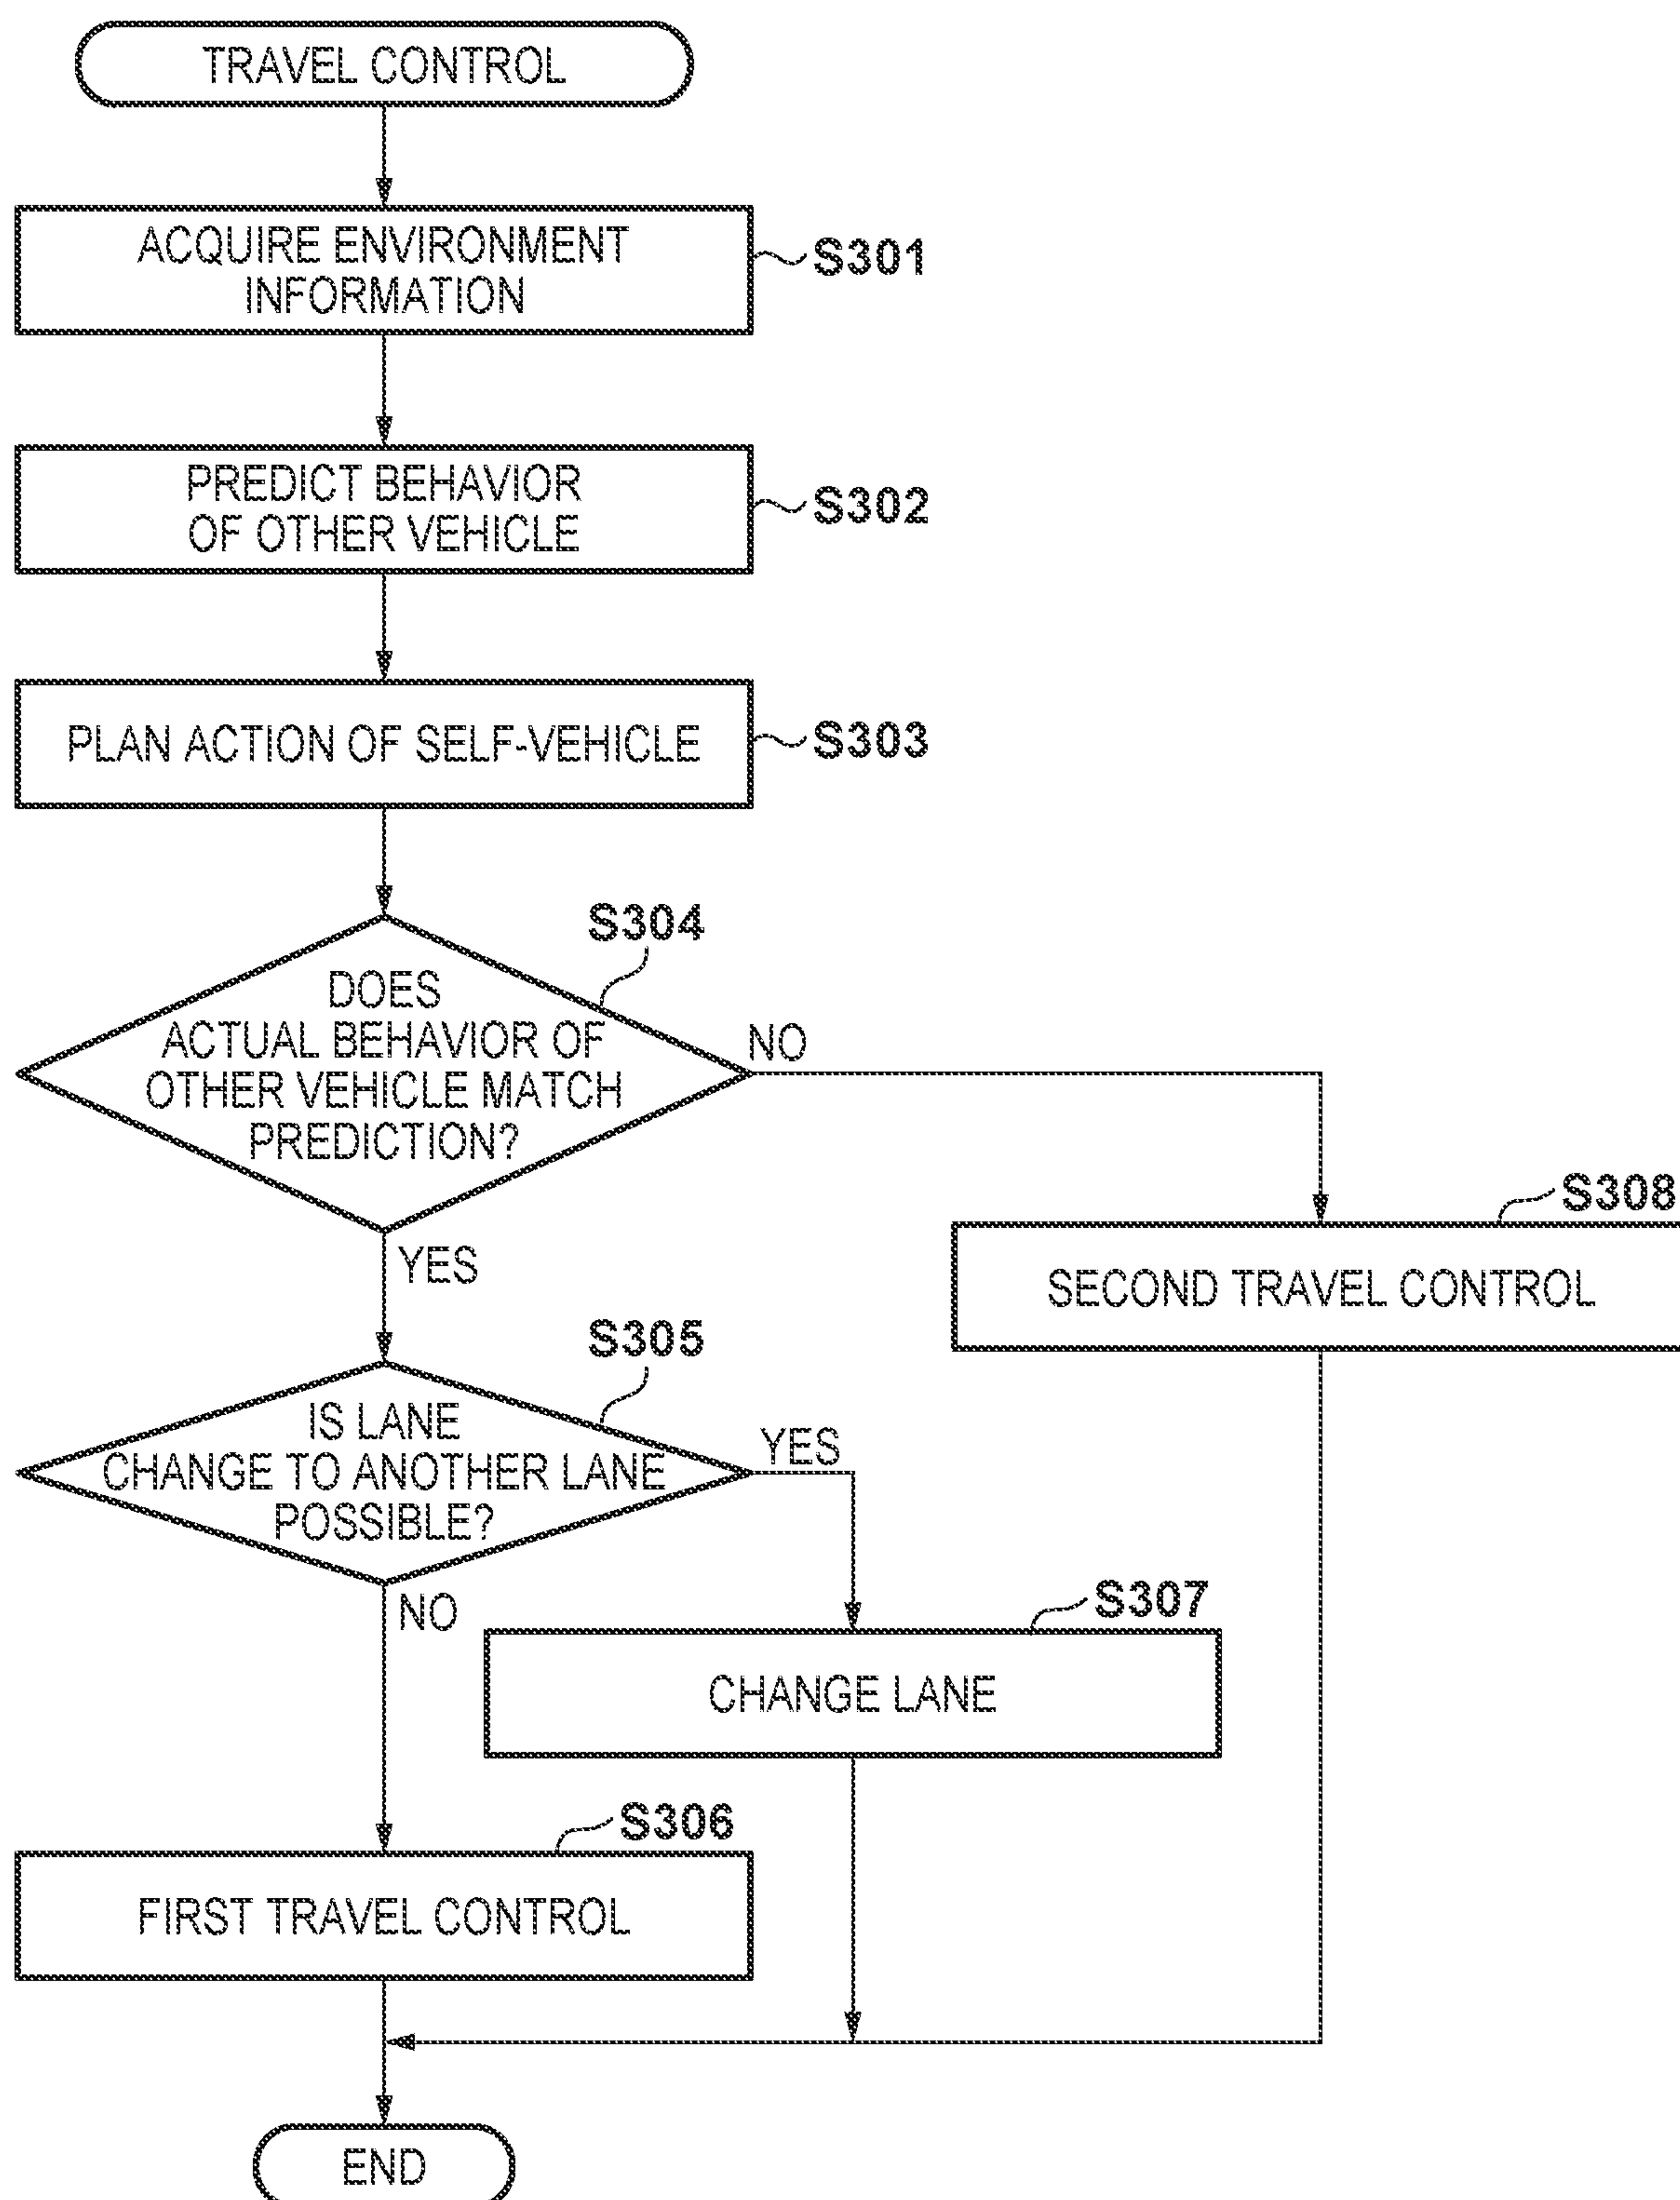 TRAVEL CONTROL
ACQUIRE ENVIRONMENT
INFORMATION
S301
PREDICT BEHAVIOR
OF OTHER VEHICLE
S302
PLAN ACTION OF SELF-VEHICLE
S303
S304
DOES
ACTUAL BEHAVIOR OF
OTHER VEHICLE MATCH
PREDICTION?
NO
YES
S308
SECOND TRAVEL CONTROL
S305
IS LANE
CHANGE TO ANOTHER LANE
POSSIBLE?
YES
NO
S307
CHANGE LANE
S306
FIRST TRAVEL CONTROL
END